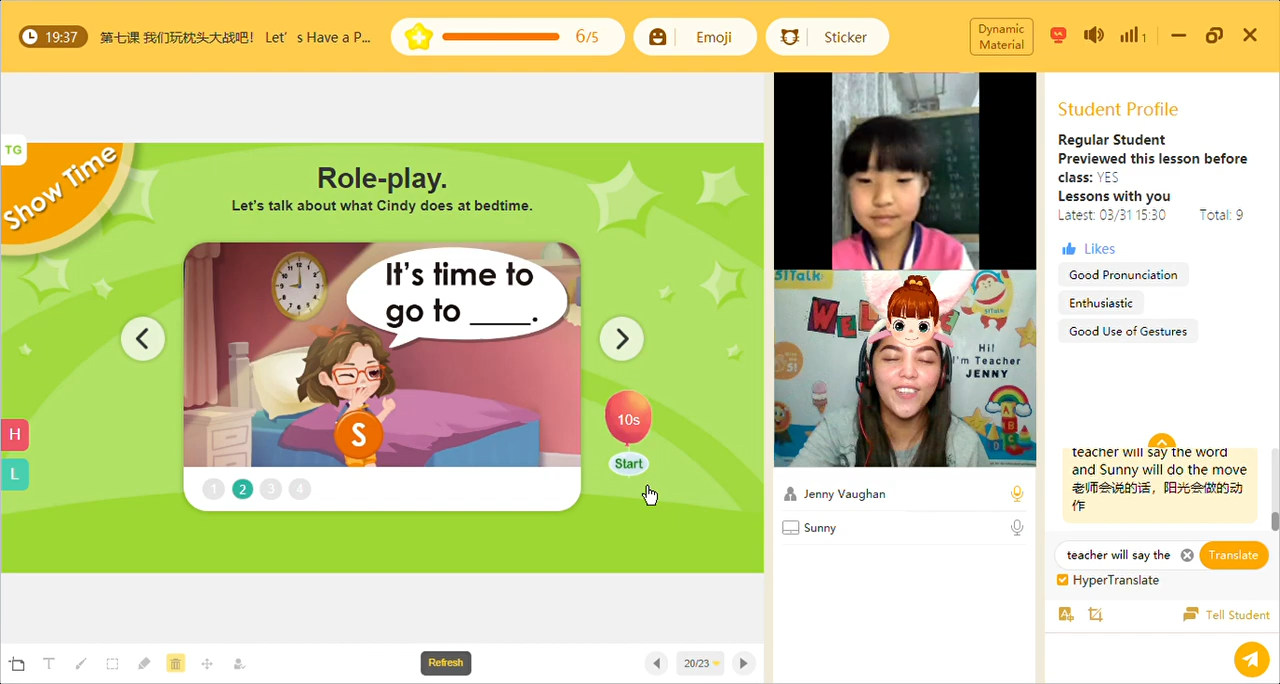 19:37
第七课 我们玩枕头大战吧! Let's Have a P...
6/5
Emoji
Sticker
Dynamic
Material
1
TG
Show Time
Role-play.
Let's talk about what Cindy does at bedtime.
It's time to
go to ____.
S
10s
Start
1 2 3 4
H
L
Refresh
20/23
51Talk
WEL
E
Hi!
I'm Teacher
JENNY
51Talk
Jenny Vaughan
Sunny
Student Profile
Regular Student
Previewed this lesson before
class: YES
Lessons with you
Latest: 03/31 15:30 Total: 9
Likes
Good Pronunciation
Enthusiastic
Good Use of Gestures
teacher will say the word
and Sunny will do the move
老师会说的话，阳光会做的动
作
teacher will say the
Translate
HyperTranslate
Tell Student